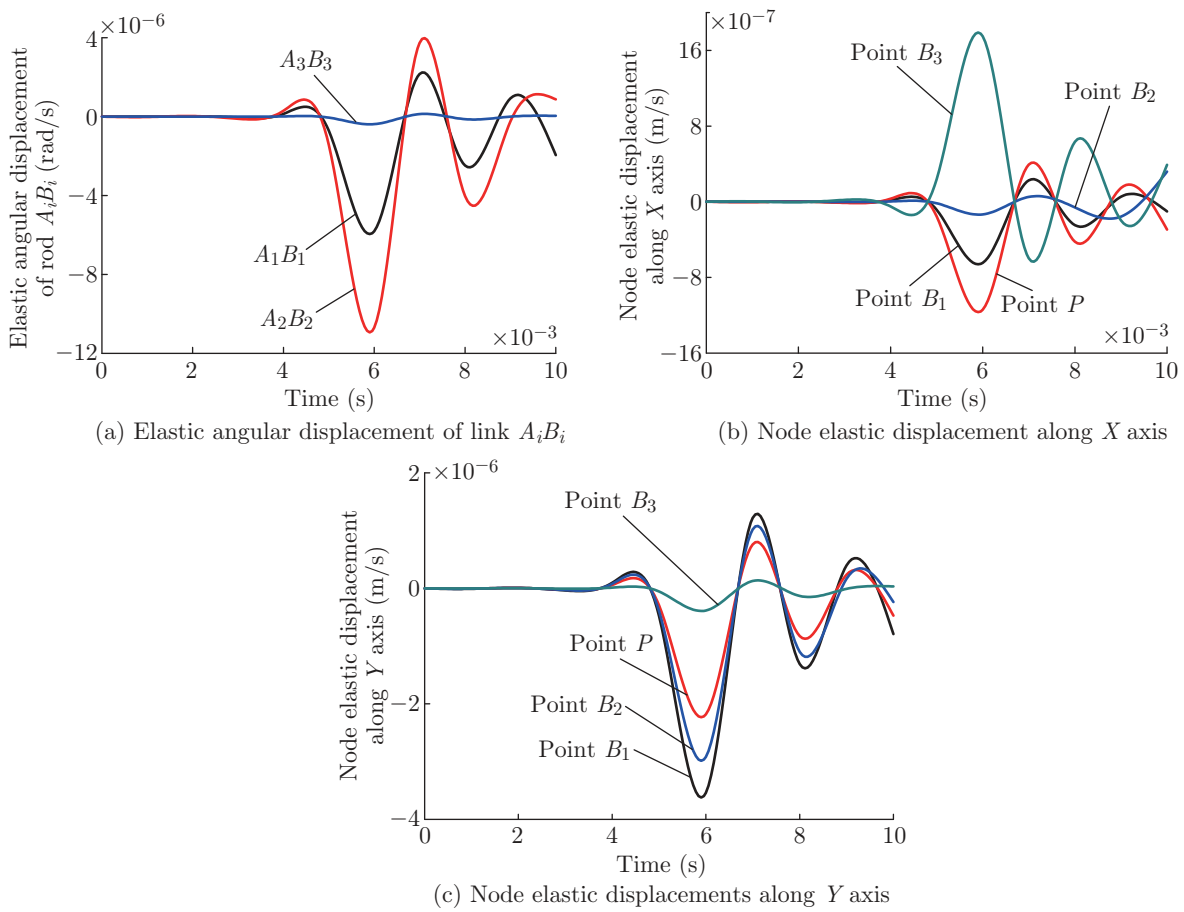 ×10⁻⁶
Elastic angular displacement
of rod AᵢBᵢ (rad/s)
4
0
−4
−8
−12
A₃B₃
A₁B₁
A₂B₂
×10⁻³
0 2 4 6 8 10
Time (s)
(a) Elastic angular displacement of link AᵢBᵢ
×10⁻⁷
Node elastic displacement
along X axis (m/s)
16
8
0
−8
−16
Point B₃
Point B₂
Point B₁
Point P
×10⁻³
0 2 4 6 8 10
Time (s)
(b) Node elastic displacement along X axis
×10⁻⁶
Node elastic displacement
along Y axis (m/s)
2
0
−2
−4
Point B₃
Point P
Point B₂
Point B₁
0 2 4 6 8 10
Time (s)
(c) Node elastic displacements along Y axis